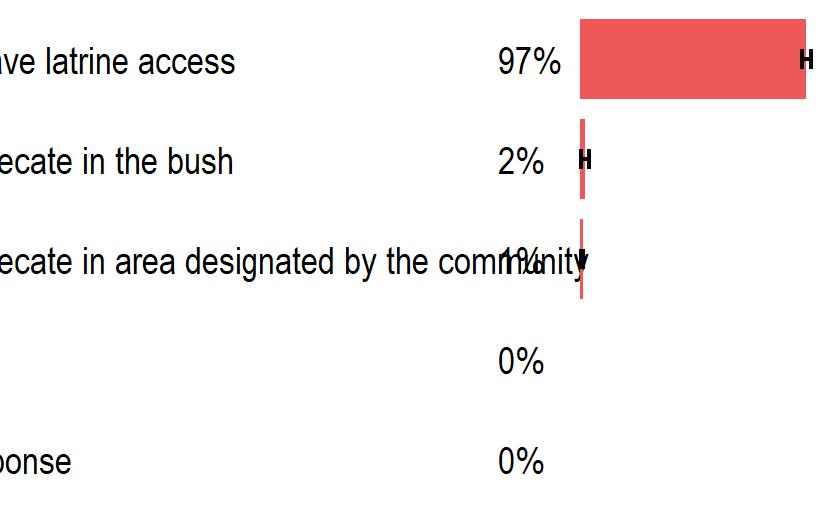 ave latrine access 97%
ecate in the bush 2%
ecate in area designated by the community 1%
0%
ponse 0%